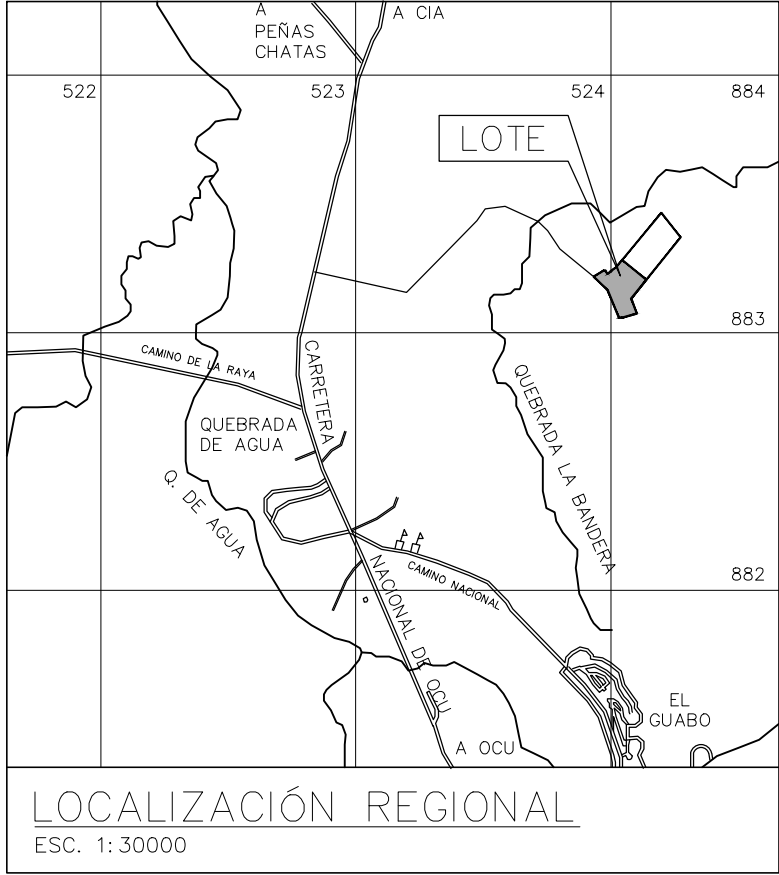 A
PEÑAS
CHATAS
A CIA
522
523
524
884
LOTE
883
CAMINO DE LA RAYA
CARRETERA
QUEBRADA
DE AGUA
QUEBRADA LA BANDERA
Q. DE AGUA
NACIONAL DE OCU
CAMINO NACIONAL
882
EL
GUABO
A OCU
LOCALIZACIÓN REGIONAL
ESC. 1:30000